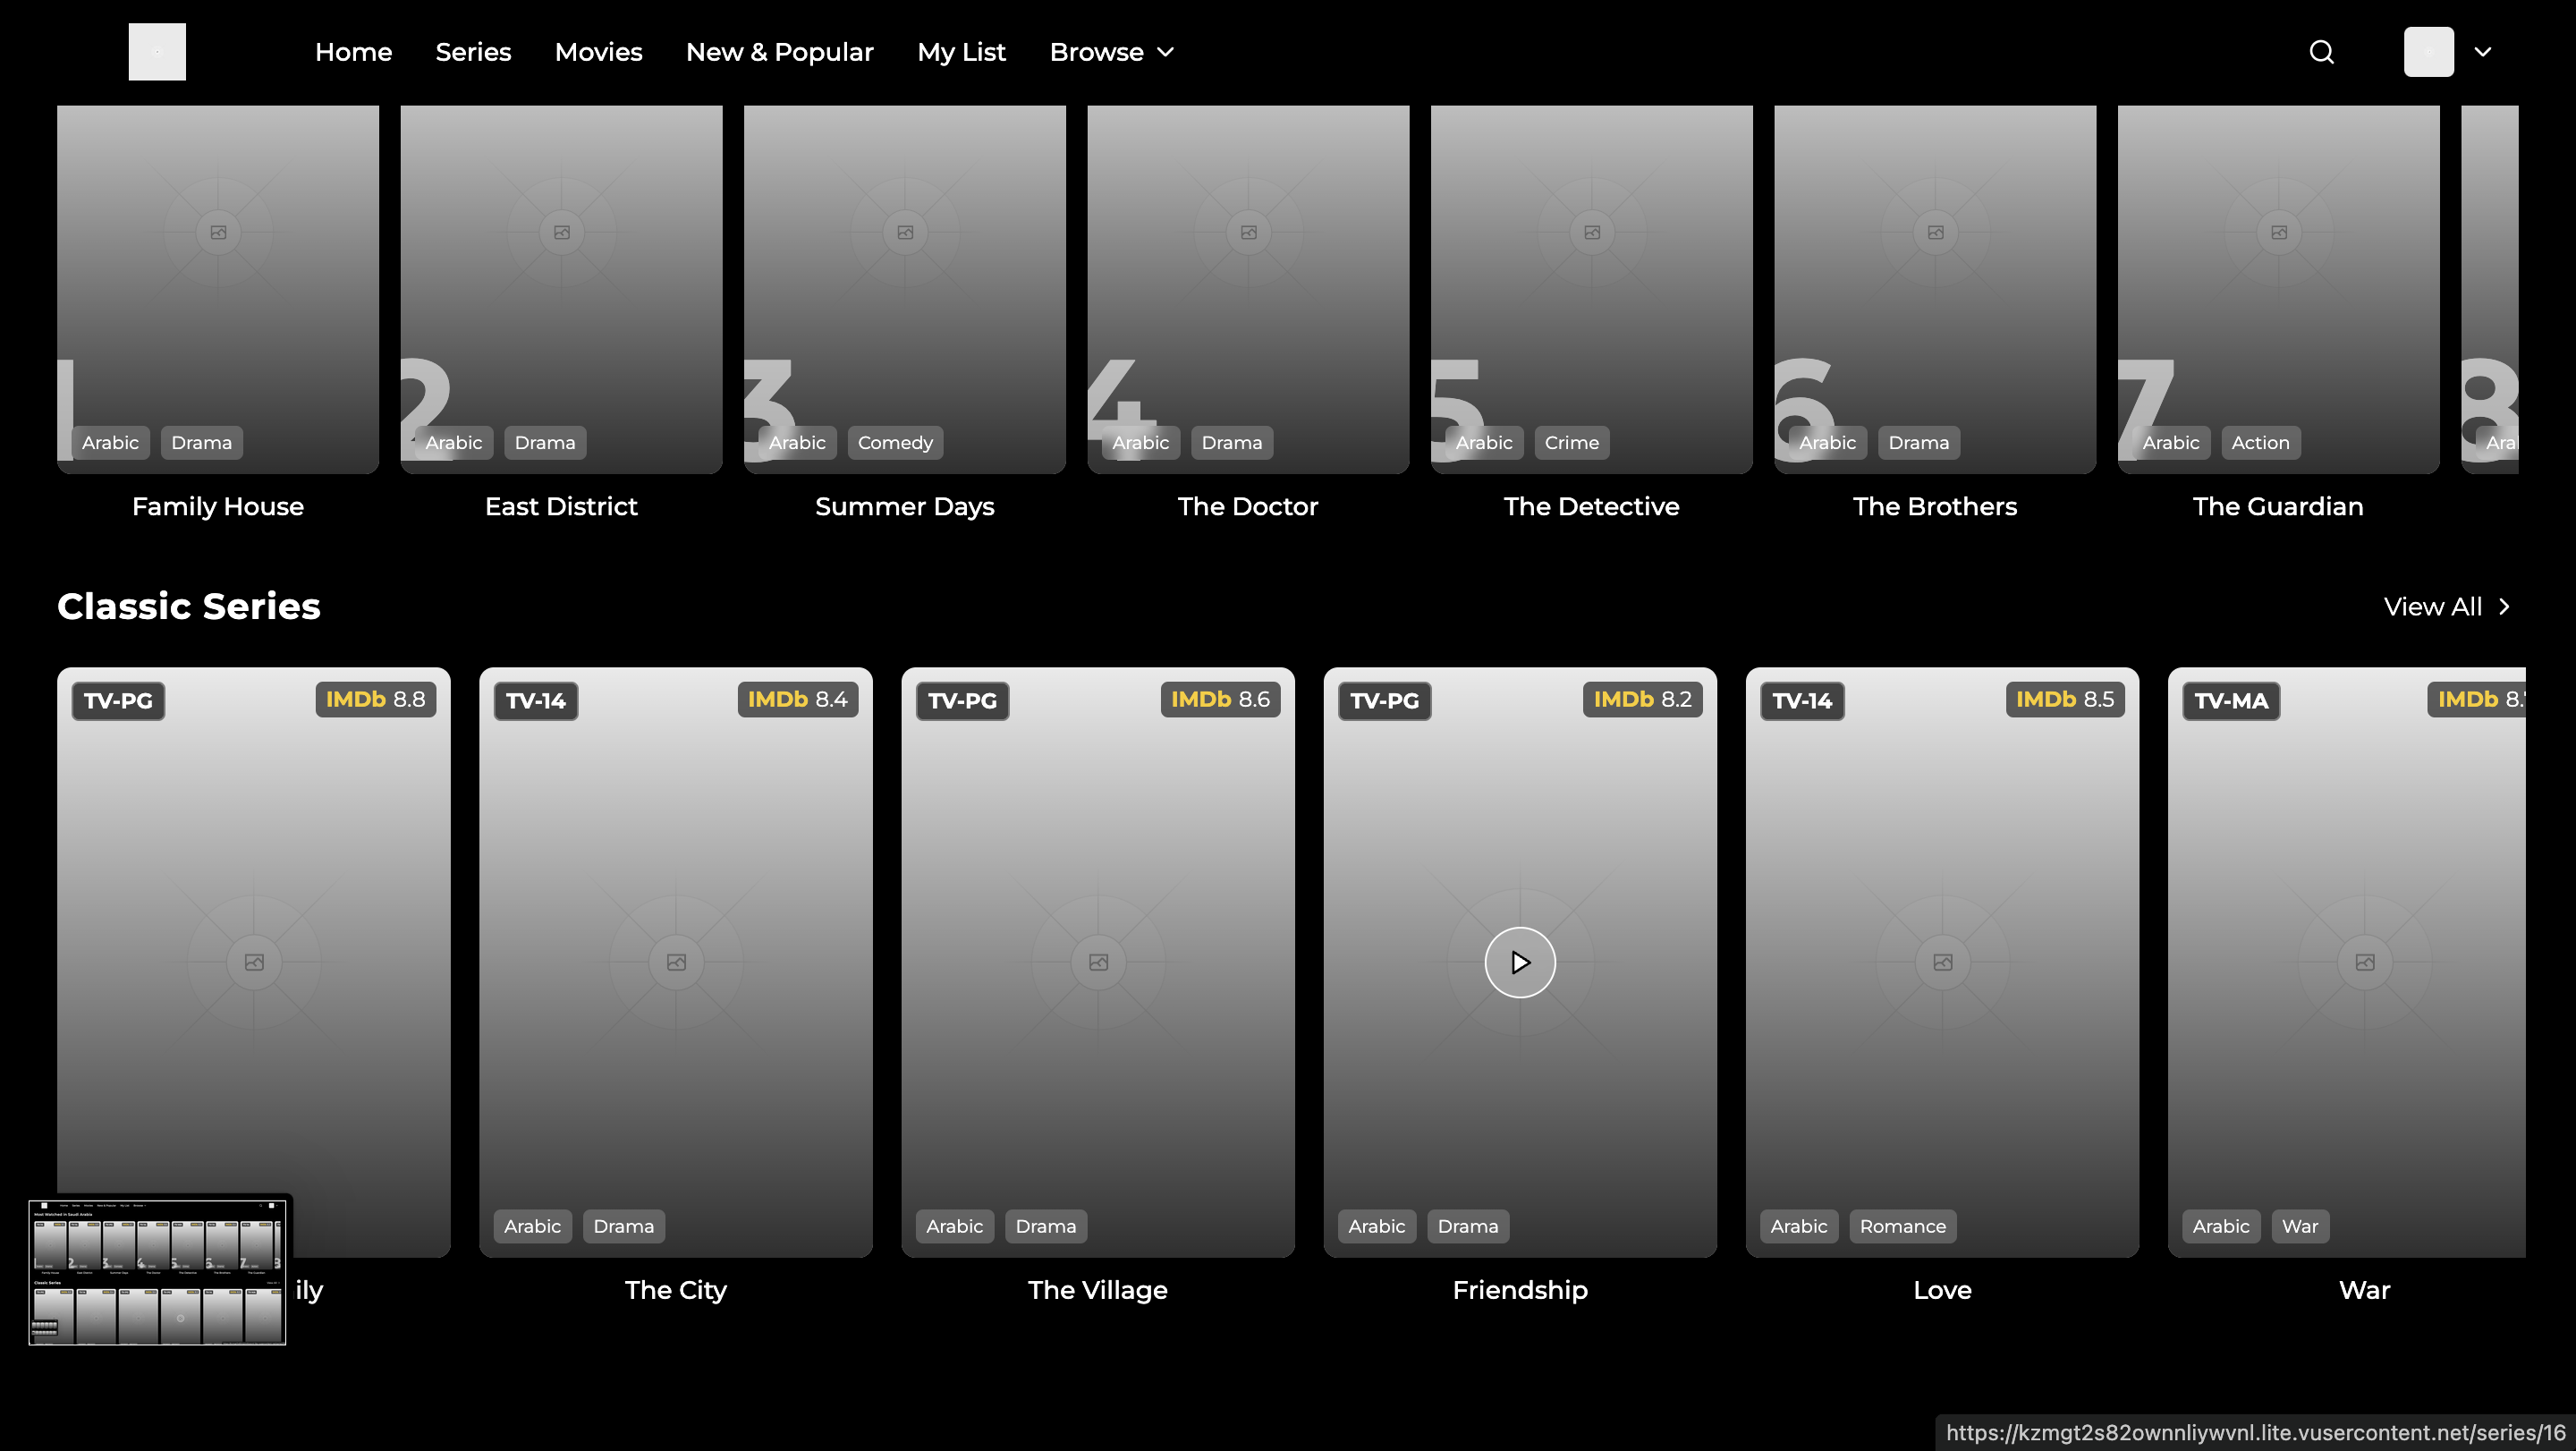 Home Series Movies New & Popular My List Browse
1 2 3 4 5 6 7 8
Arabic Drama Arabic Drama Arabic Comedy Arabic Drama Arabic Crime Arabic Drama Arabic Action
Family House East District Summer Days The Doctor The Detective The Brothers The Guardian
Classic Series View All
TV-PG IMDb 8.8 TV-14 IMDb 8.4 TV-PG IMDb 8.6 TV-PG IMDb 8.2 TV-14 IMDb 8.5 TV-MA IMDb
Arabic Drama Arabic Drama Arabic Drama Arabic Romance Arabic War
ily The City The Village Friendship Love War
https://kzmgt2s82ownnliywvnl.lite.vusercontent.net/series/16